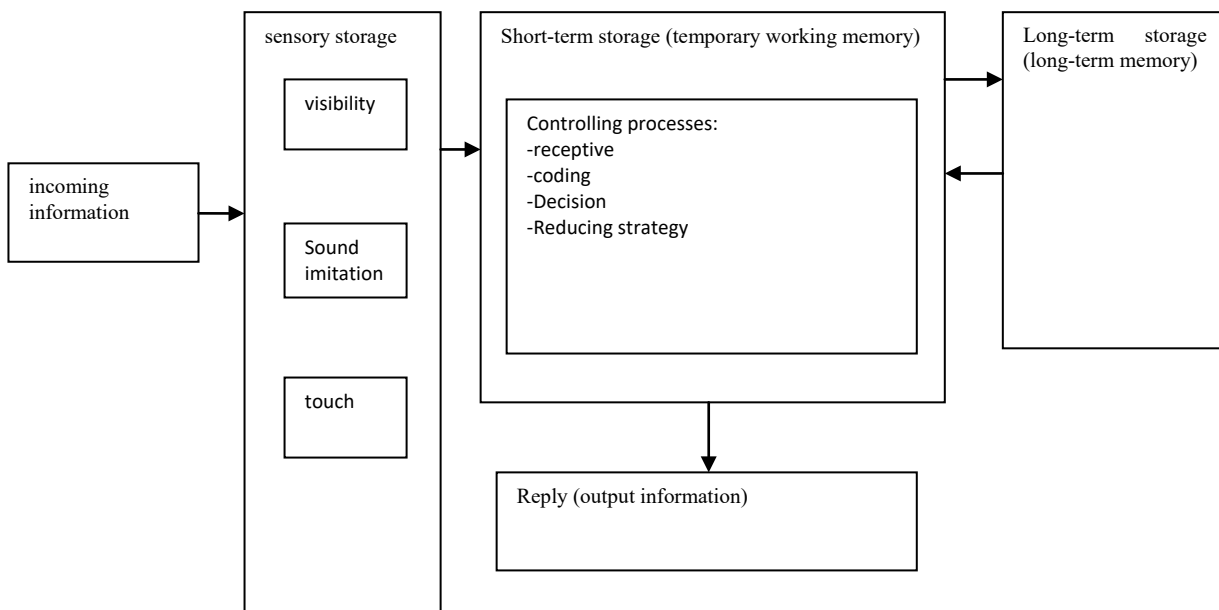 incoming
information
sensory storage
visibility
Sound
imitation
touch
Short-term storage (temporary working memory)
Controlling processes:
-receptive
-coding
-Decision
-Reducing strategy
Reply (output information)
Long-term storage
(long-term memory)